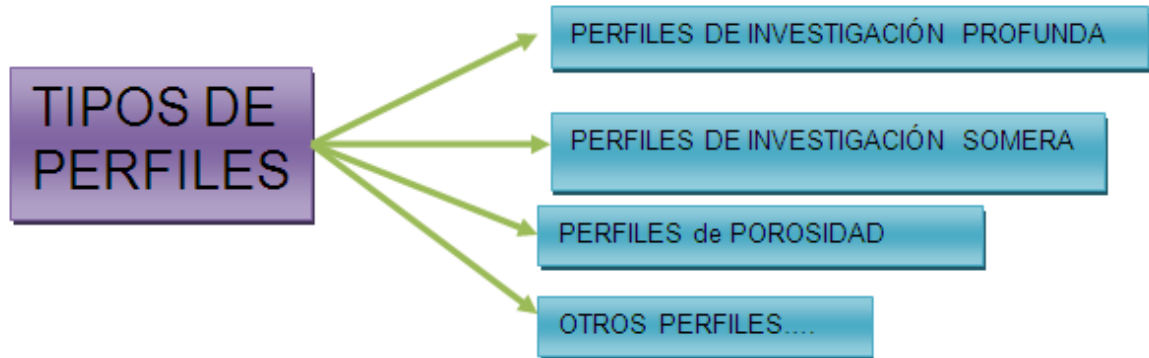 TIPOS DE
PERFILES
PERFILES DE INVESTIGACIÓN PROFUNDA
PERFILES DE INVESTIGACIÓN SOMERA
PERFILES de POROSIDAD
OTROS PERFILES....